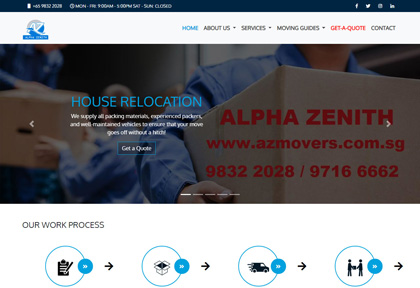 +65 9832 2028 MON - FRI: 9:00AM - 5:00PM SAT - SUN: CLOSED
ALPHA ZENITH
HOME ABOUT US SERVICES MOVING GUIDES GET-A-QUOTE CONTACT
HOUSE RELOCATION
We supply all packing materials, experienced packers,
and well-maintained vehicles to ensure that your move
goes off without a hitch!
Get a Quote
ALPHA ZENITH
www.azmovers.com.sg
9832 2028 / 9716 6662
OUR WORK PROCESS